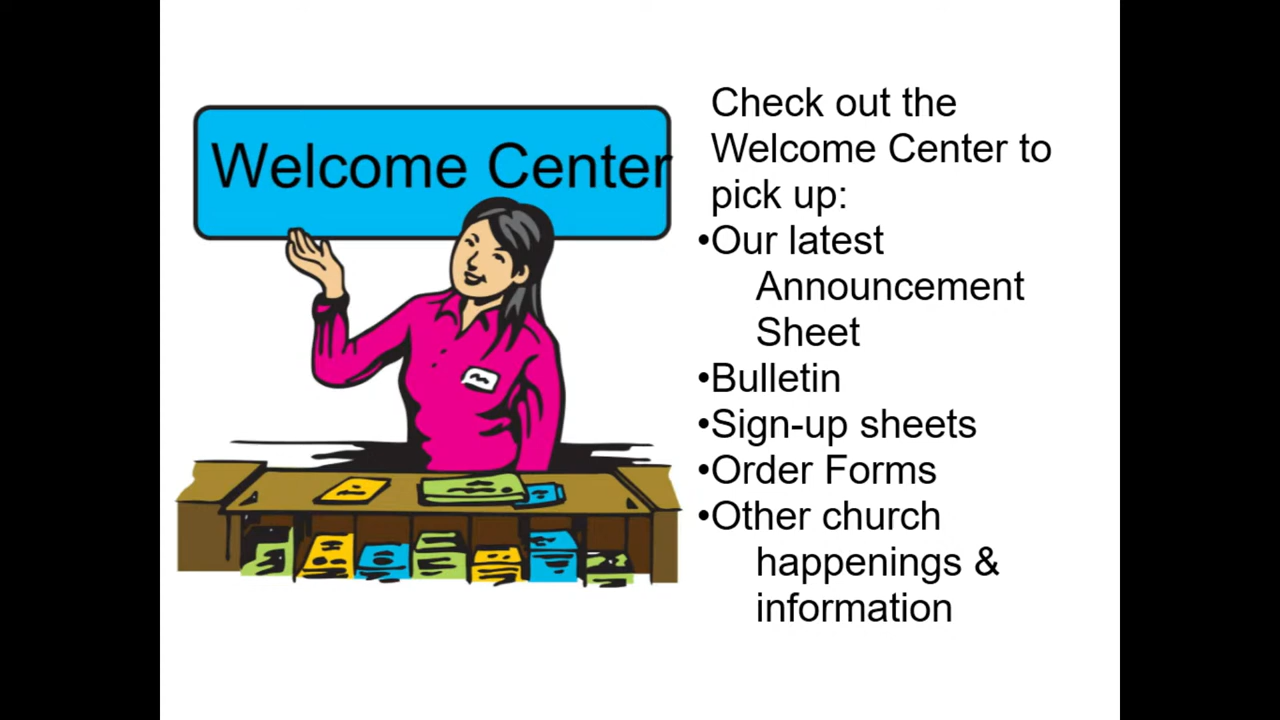 Welcome Center
Check out the
Welcome Center to
pick up:
•Our latest
Announcement
Sheet
•Bulletin
•Sign-up sheets
•Order Forms
•Other church
happenings &
information